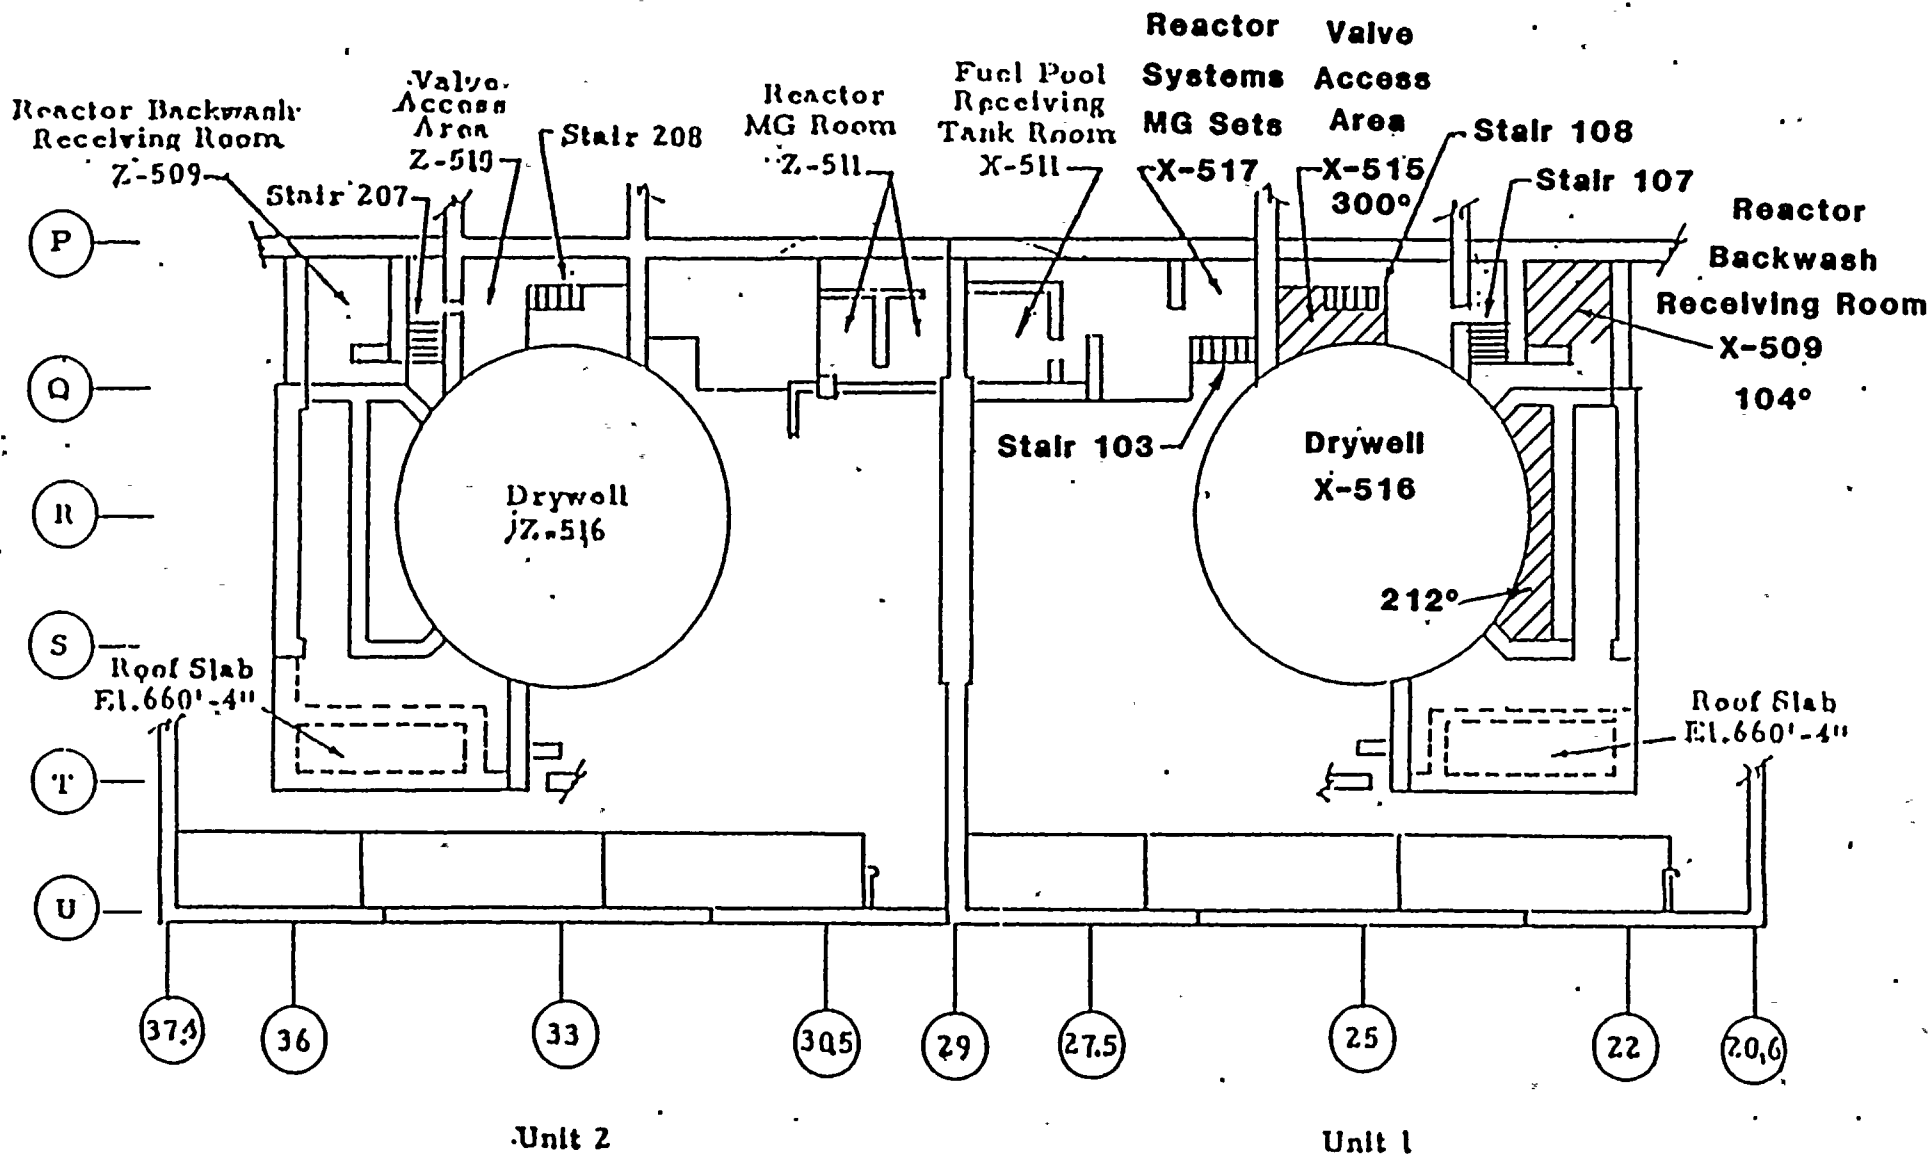 Reactor Backwash
Receiving Room
Z-509
Stair 207
Valve
Access
Area
Z-519
Stair 208
Reactor
MG Room
Z-511
Fuel Pool
Receiving
Tank Room
X-511
Reactor
Systems
MG Sets
X-517
Valve
Access
Area
X-515
300°
Stair 108
Stair 107
Reactor
Backwash
Receiving Room
X-509
104°
P
Q
R
S
T
U
Stair 103
Drywell
Z-516
Drywell
X-516
212°
Roof Slab
El. 660'-4"
Roof Slab
El. 660'-4"
36
33
30.5
29
27.5
25
22
20.6
Unit 2
Unit 1